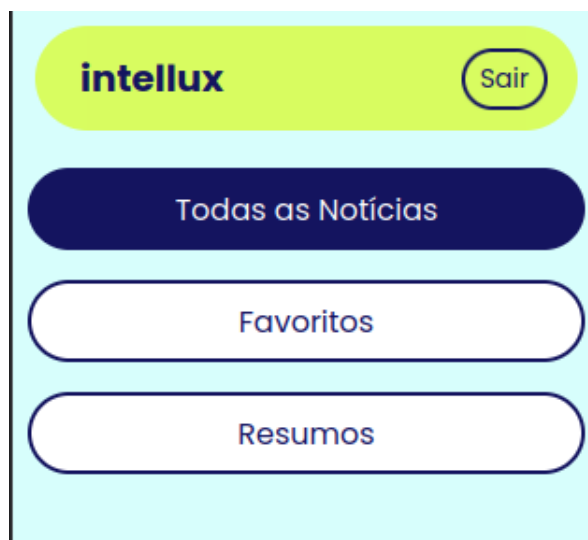 intellux
Sair
Todas as Notícias
Favoritos
Resumos